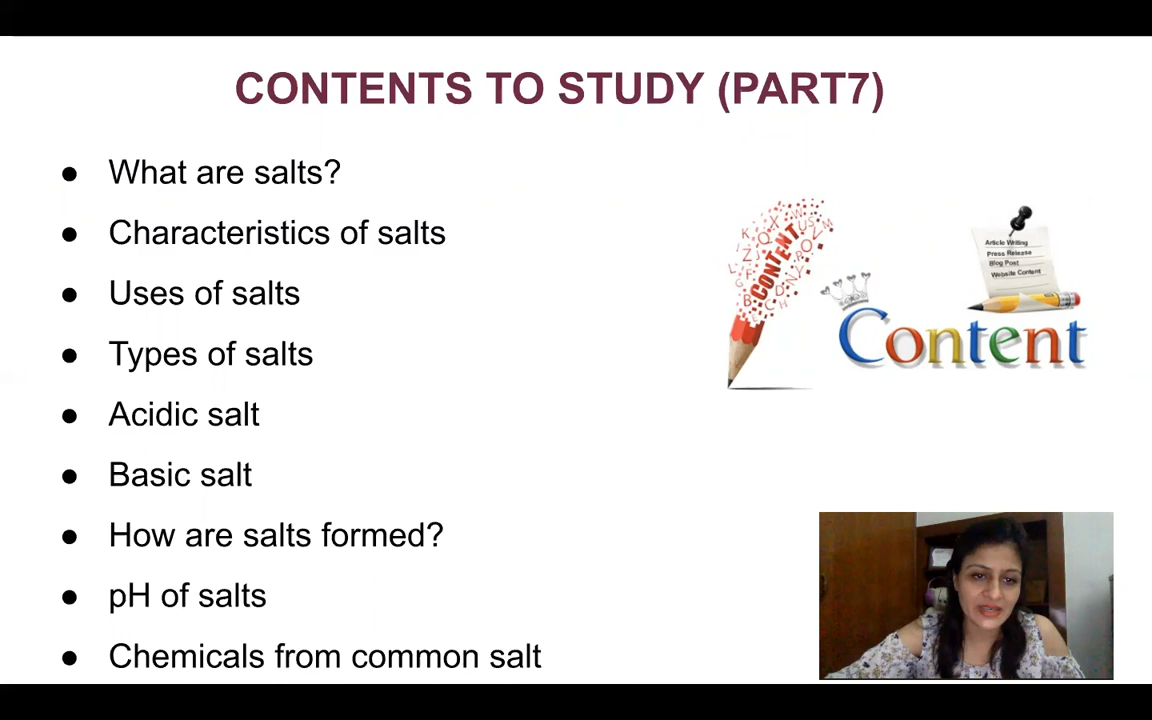 CONTENTS TO STUDY (PART7)
● What are salts?
● Characteristics of salts
● Uses of salts
● Types of salts
● Acidic salt
● Basic salt
● How are salts formed?
● pH of salts
● Chemicals from common salt
CONTENT
Article Writing
Press Release
Blog Post
Website Content
Content